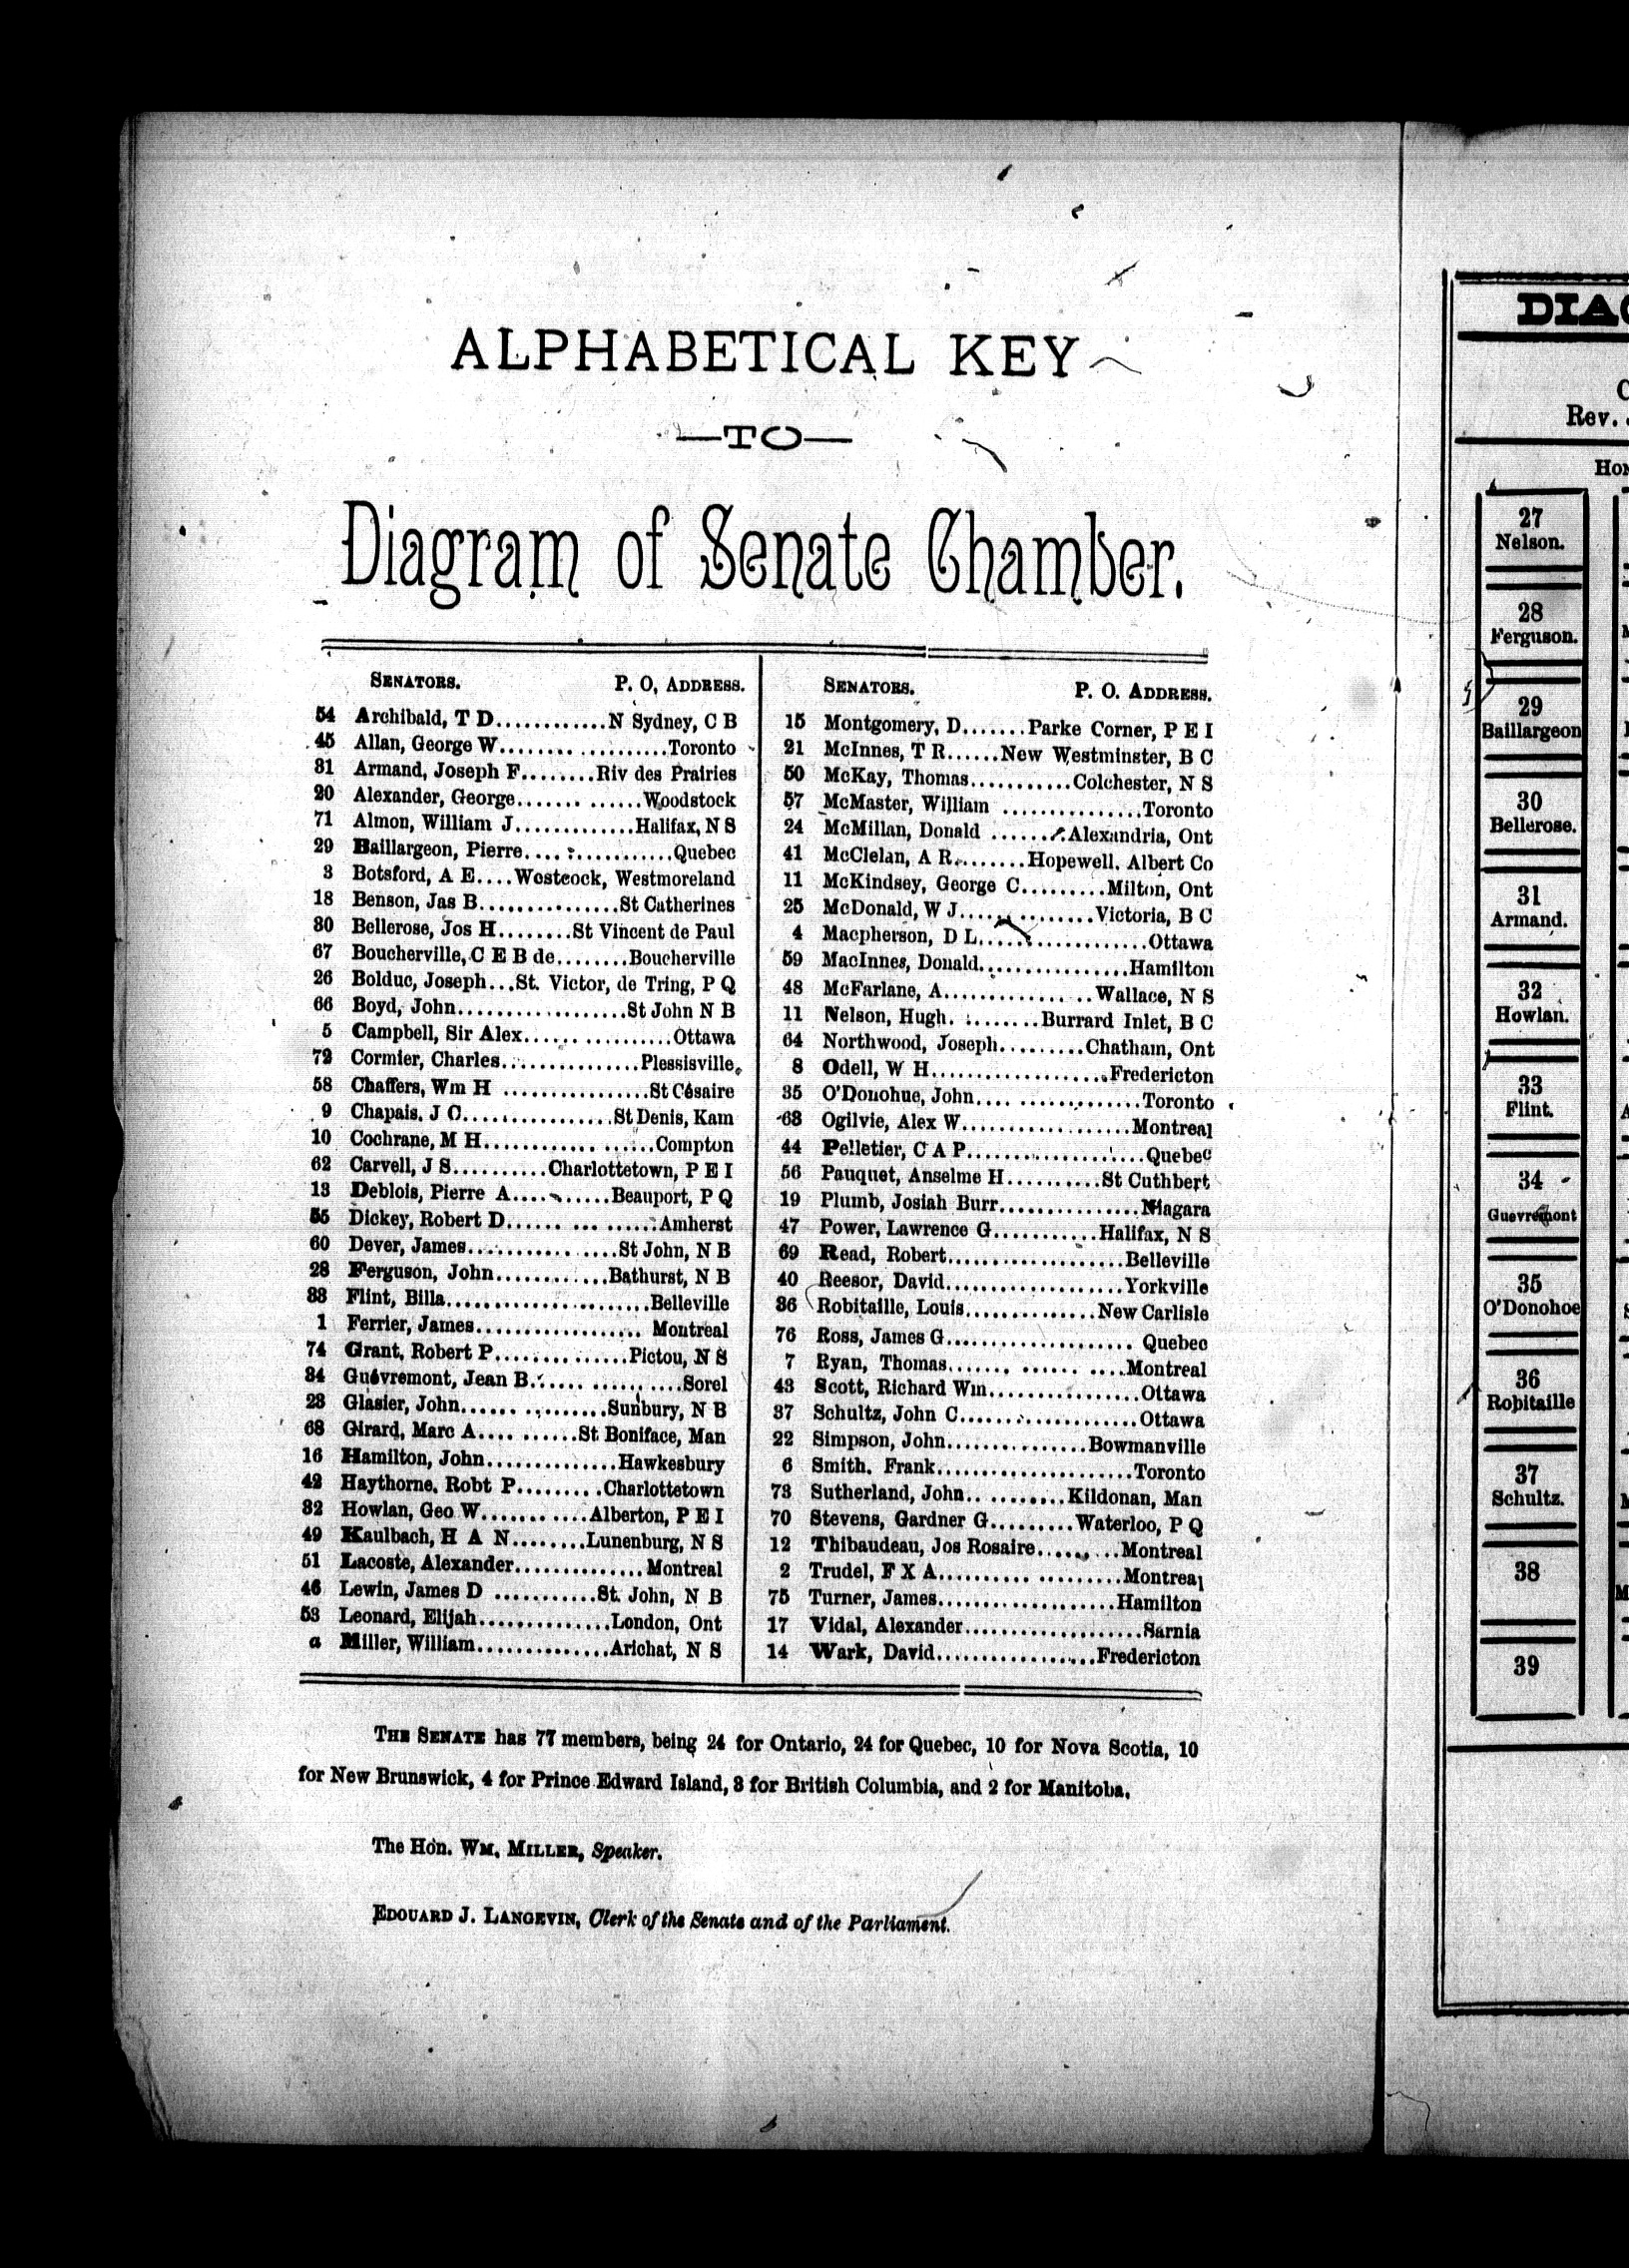 ALPHABETICAL KEY
—TO—
Diagram of Senate Chamber.
SENATORS. P. O, ADDRESS.
54 Archibald, T D............N Sydney, C B
45 Allan, George W.................Toronto
31 Armand, Joseph F........Riv des Prairies
20 Alexander, George.............Woodstock
71 Almon, William J.............Halifax, N S
29 Baillargeon, Pierre...............Quebec
3 Botsford, A E....Westcock, Westmoreland
18 Benson, Jas B...............St Catherines
30 Bellerose, Jos H........St Vincent de Paul
67 Boucherville, C E B de........Boucherville
26 Bolduc, Joseph...St. Victor, de Tring, P Q
66 Boyd, John..................St John N B
5 Campbell, Sir Alex................Ottawa
72 Cormier, Charles...............Plessisville,
58 Chaffers, Wm H ................St Césaire
9 Chapais. J C................St Denis, Kam
10 Cochrane, M H..................Compton
62 Carvell, J S..........Charlottetown, P E I
13 Deblois, Pierre A..........Beauport, P Q
55 Dickey, Robert D...............Amherst
60 Dever, James................St John, N B
28 Ferguson, John............Bathurst, N B
33 Flint, Billa......................Belleville
1 Ferrier, James.................. Montreal
74 Grant, Robert P..............Pictou, N S
34 Guévremont, Jean B...............Sorel
23 Glasier, John...............Sunbury, N B
68 Girard, Marc A..........St Boniface, Man
16 Hamilton, John..............Hawkesbury
42 Haythorne. Robt P.........Charlottetown
32 Howlan, Geo W...........Alberton, P E I
49 Kaulbach, H A N........Lunenburg, N S
51 Lacoste, Alexander..............Montreal
46 Lewin, James D ...........St. John, N B
53 Leonard, Elijah..............London, Ont
a Miller, William..............Arichat, N S
SENATORS. P. O. ADDRESS.
15 Montgomery, D.......Parke Corner, P E I
21 McInnes, T R......New Westminster, B C
50 McKay, Thomas...........Colchester, N S
57 McMaster, William ...............Toronto
24 McMillan, Donald ........Alexandria, Ont
41 McClelan, A R........Hopewell. Albert Co
11 McKindsey, George C.........Milton, Ont
25 McDonald, W J..............Victoria, B C
4 Macpherson, D L..................Ottawa
59 MacInnes, Donald................Hamilton
48 McFarlane, A...............Wallace, N S
11 Nelson, Hugh. ........Burrard Inlet, B C
64 Northwood, Joseph.........Chatham, Ont
8 Odell, W H...................Fredericton
35 O'Donohue, John.................Toronto
63 Ogilvie, Alex W..................Montreal
44 Pelletier, C A P...................Quebec
56 Pauquet, Anselme H..........St Cuthbert
19 Plumb, Josiah Burr...............Niagara
47 Power, Lawrence G...........Halifax, N S
69 Read, Robert...................Belleville
40 Reesor, David...................Yorkville
36 Robitaille, Louis..............New Carlisle
76 Ross, James G.................... Quebec
7 Ryan, Thomas.................Montreal
43 Scott, Richard Wm................Ottawa
37 Schultz, John C...................Ottawa
22 Simpson, John...............Bowmanville
6 Smith. Frank.....................Toronto
73 Sutherland, John...........Kildonan, Man
70 Stevens, Gardner G.........Waterloo, P Q
12 Thibaudeau, Jos Rosaire.........Montreal
2 Trudel, F X A...................Montreal
75 Turner, James...................Hamilton
17 Vidal, Alexander...................Sarnia
14 Wark, David.................Fredericton
THE SENATE has 77 members, being 24 for Ontario, 24 for Quebec, 10 for Nova Scotia, 10
for New Brunswick, 4 for Prince Edward Island, 3 for British Columbia, and 2 for Manitoba.
The Hon. WM. MILLER, Speaker.
EDOUARD J. LANGEVIN, Clerk of the Senate and of the Parliament.
Rev.
27
Nelson.
28
Ferguson.
29
Baillargeon
30
Bellerose.
31
Armand.
32
Howlan.
33
Flint.
34
Guevremont
35
O'Donohoe
36
Robitaille
37
Schultz.
38
39